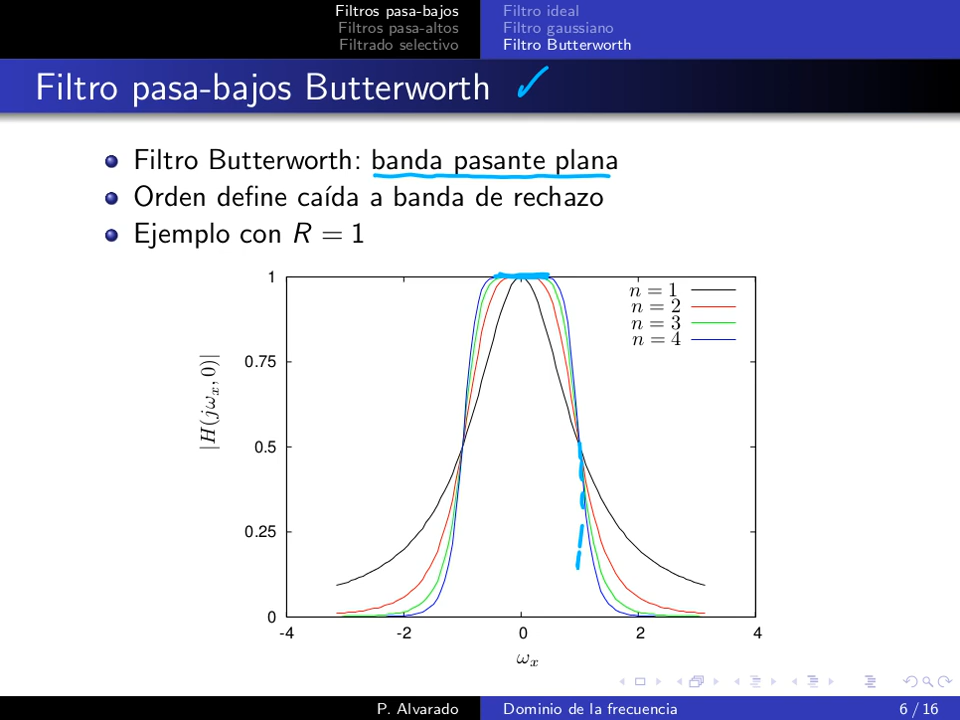 Filtros pasa-bajos
Filtros pasa-altos
Filtrado selectivo
Filtro ideal
Filtro gaussiano
Filtro Butterworth
Filtro pasa-bajos Butterworth ✓
Filtro Butterworth: banda pasante plana
Orden define caída a banda de rechazo
Ejemplo con R = 1
1
0.75
0.5
0.25
0
|H(jωₓ, 0)|
n = 1
n = 2
n = 3
n = 4
-4 -2 0 2 4
ωₓ
P. Alvarado
Dominio de la frecuencia
6 / 16